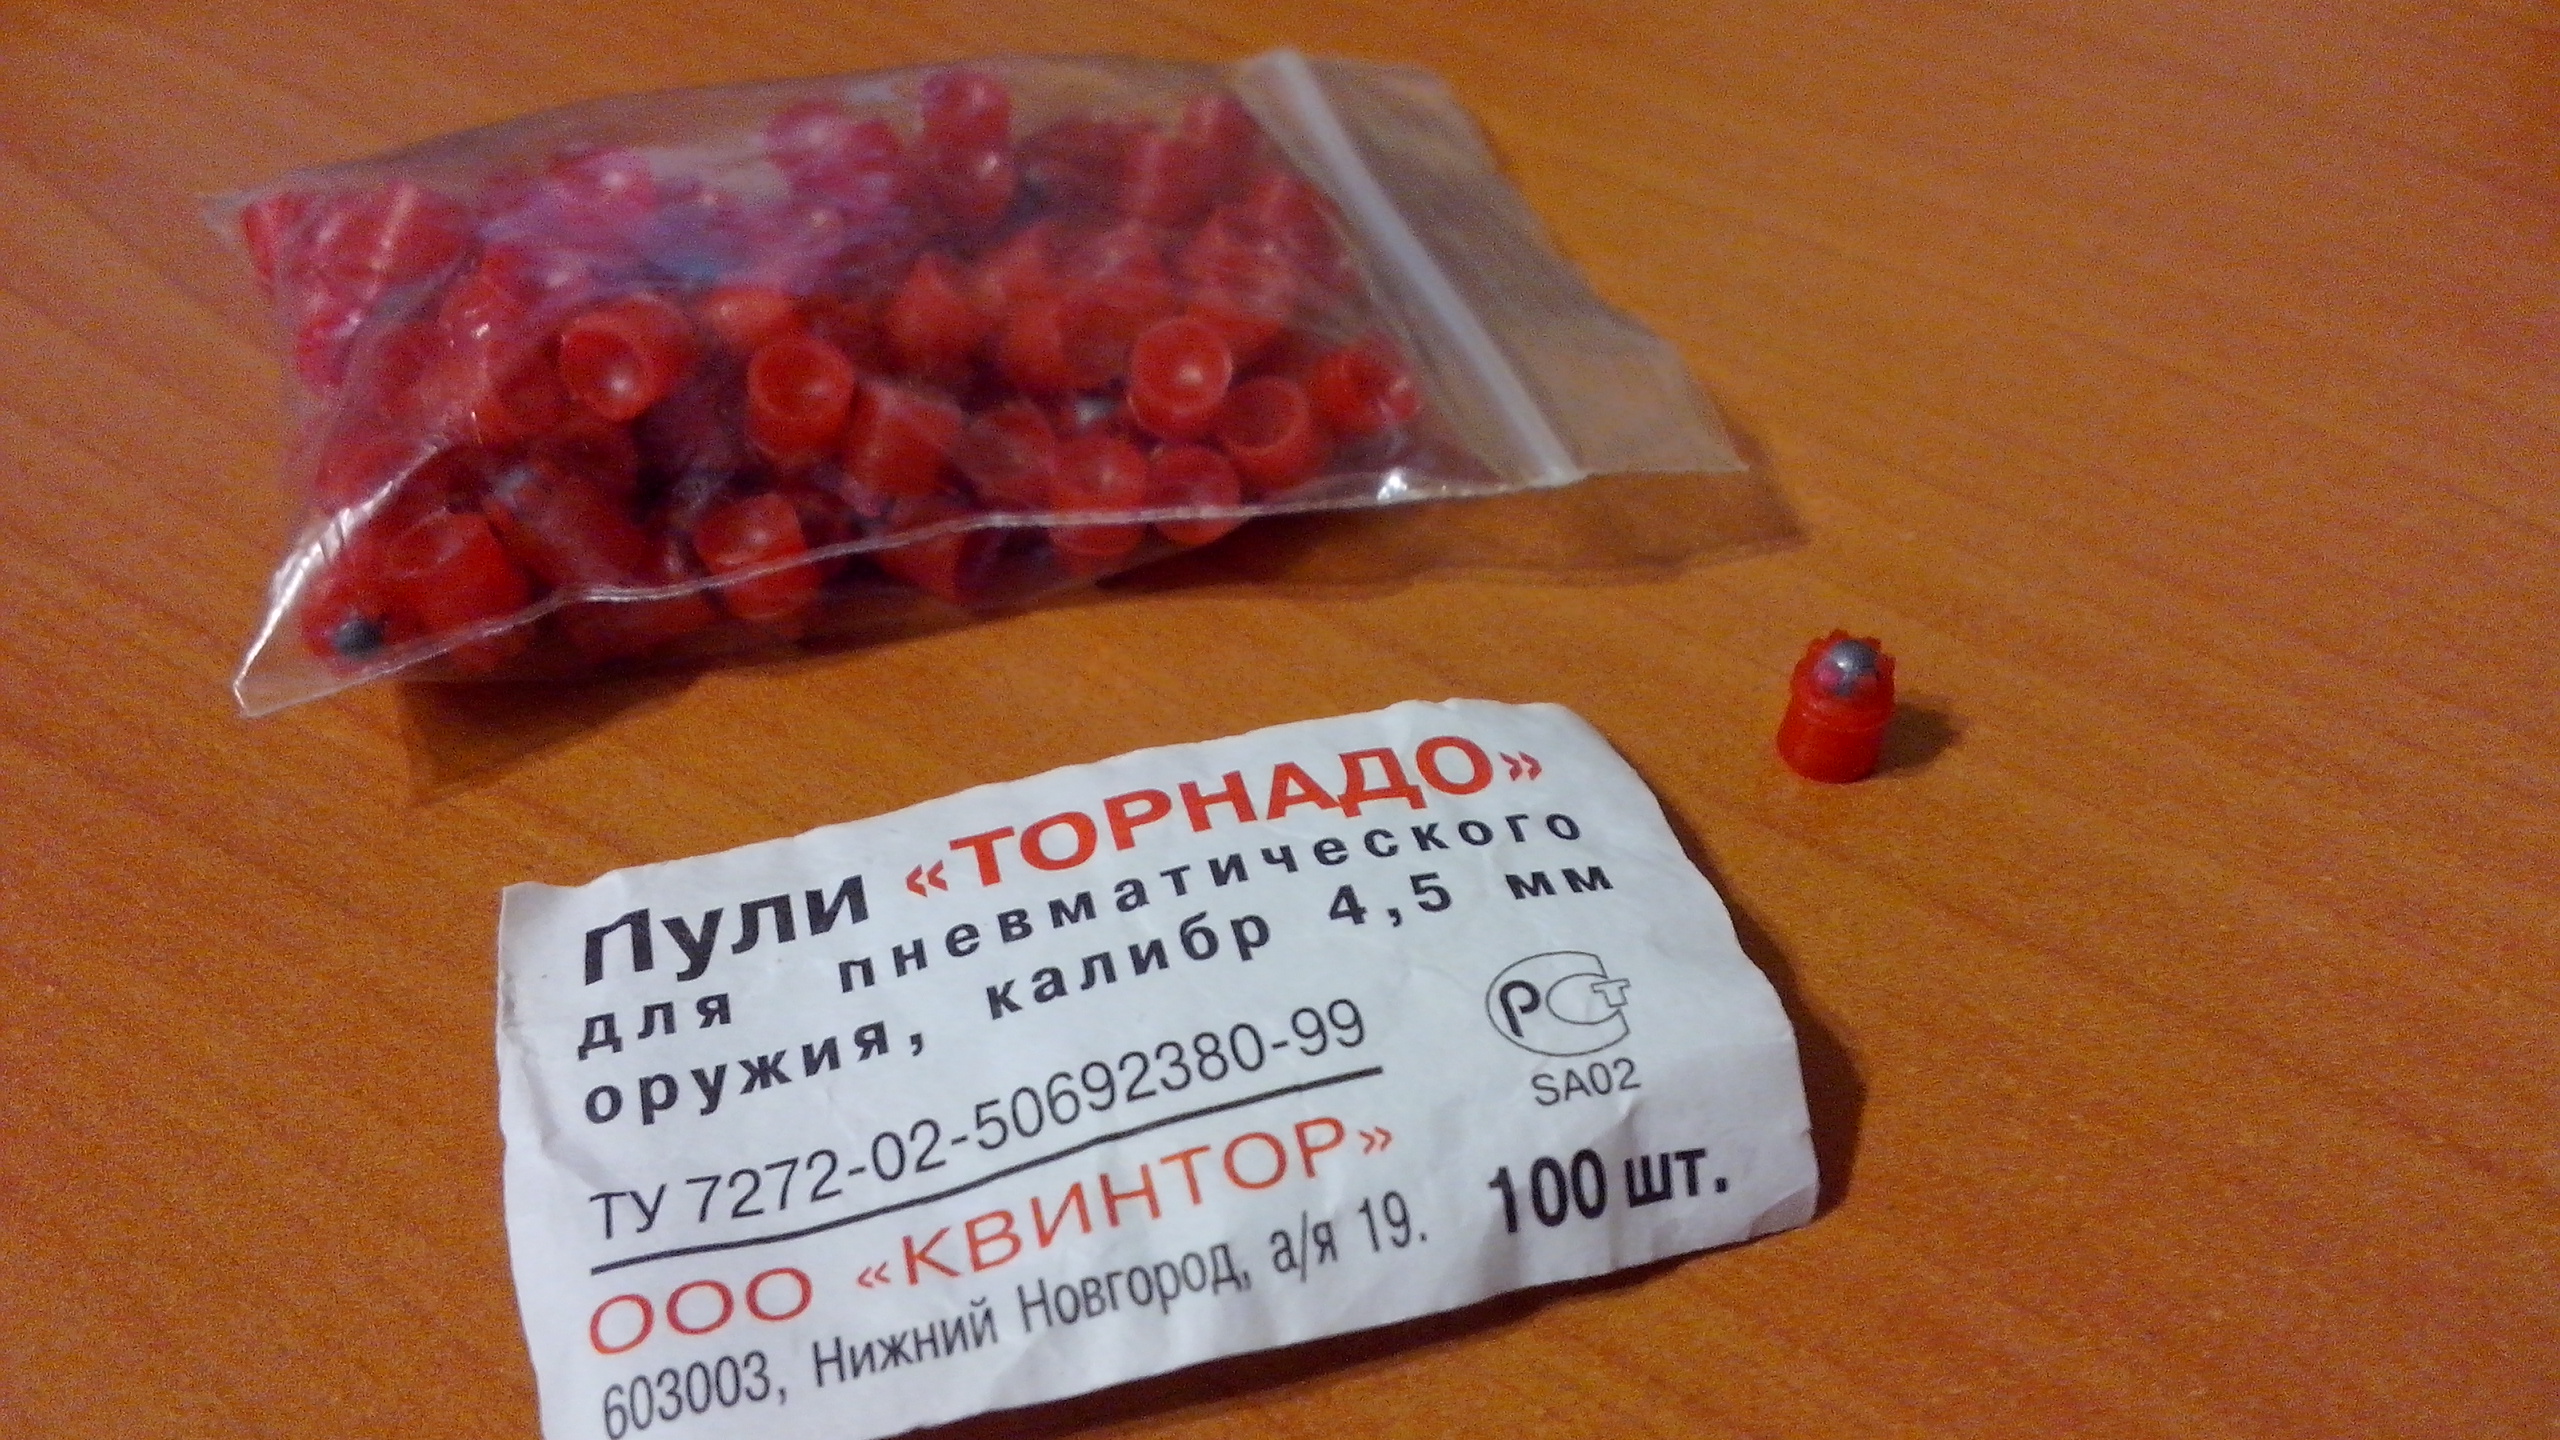 Пули «ТОРНАДО»
для пневматического
оружия, калибр 4,5 мм
ТУ 7272-02-50692380-99
РСТ
SA02
ООО «КВИНТОР»
603003, Нижний Новгород, а/я 19.
100 шт.